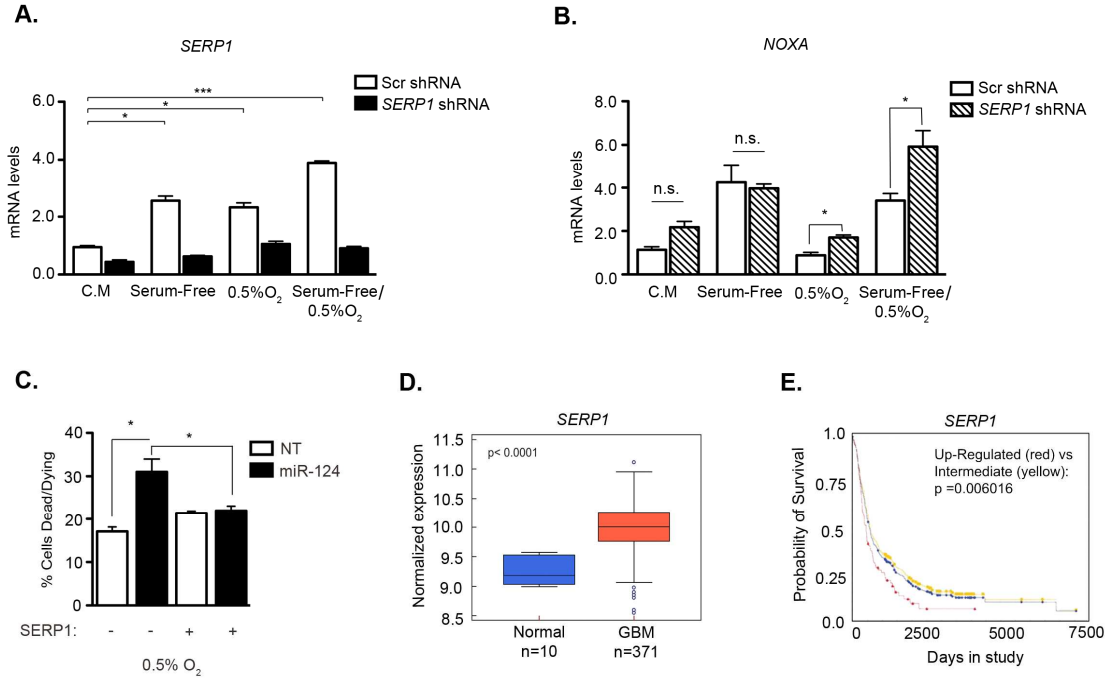 A.
SERP1
Scr shRNA
SERP1 shRNA
***
*
*
6.0
4.0
2.0
0.0
mRNA levels
C.M
Serum-Free
0.5%O2
Serum-Free/
0.5%O2
B.
NOXA
Scr shRNA
SERP1 shRNA
8.0
6.0
4.0
2.0
0.0
mRNA levels
n.s.
n.s.
*
*
C.M
Serum-Free
0.5%O2
Serum-Free/
0.5%O2
C.
NT
miR-124
*
*
40
30
20
10
0
% Cells Dead/Dying
SERP1: - - + +
0.5% O2
D.
SERP1
p< 0.0001
11.5
11.0
10.5
10.0
9.5
9.0
8.5
Normalized expression
Normal
n=10
GBM
n=371
E.
SERP1
Up-Regulated (red) vs
Intermediate (yellow):
p =0.006016
1.0
0.75
0.50
0.25
0
Probability of Survival
0 2500 5000 7500
Days in study